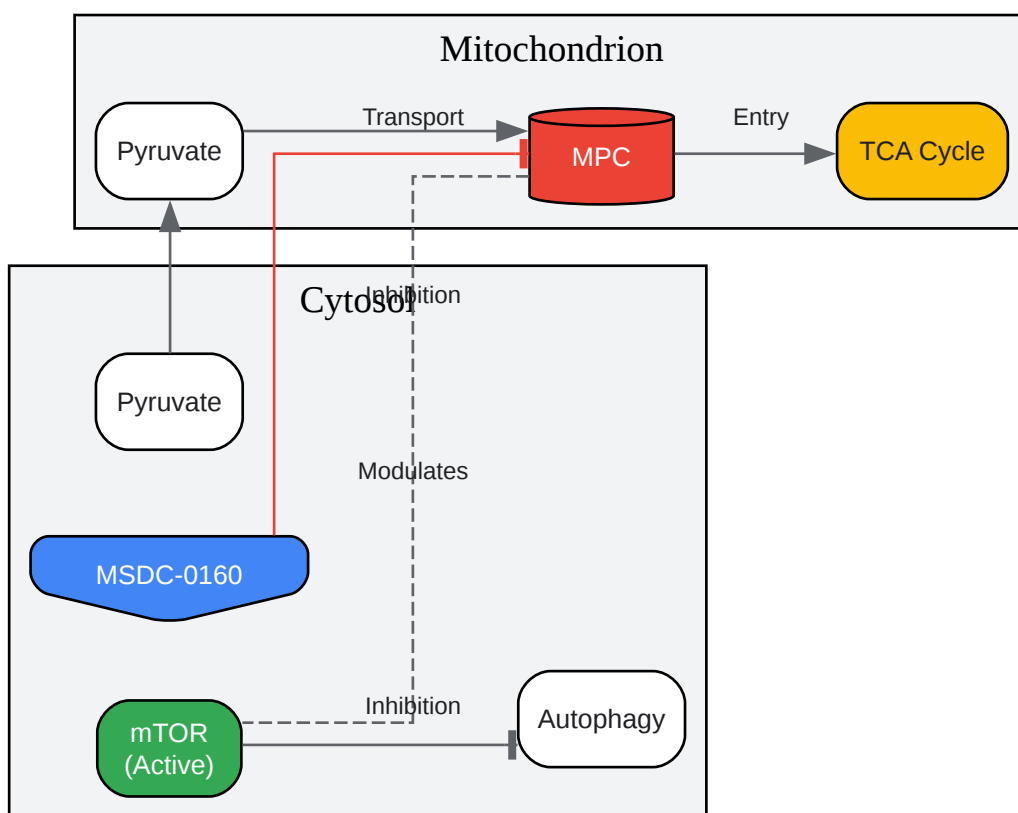 Mitochondrion
Transport
Entry
Pyruvate
MPC
TCA Cycle
Cytosol
Inhibition
Pyruvate
Modulates
MSDC-0160
Inhibition
Autophagy
mTOR
(Active)